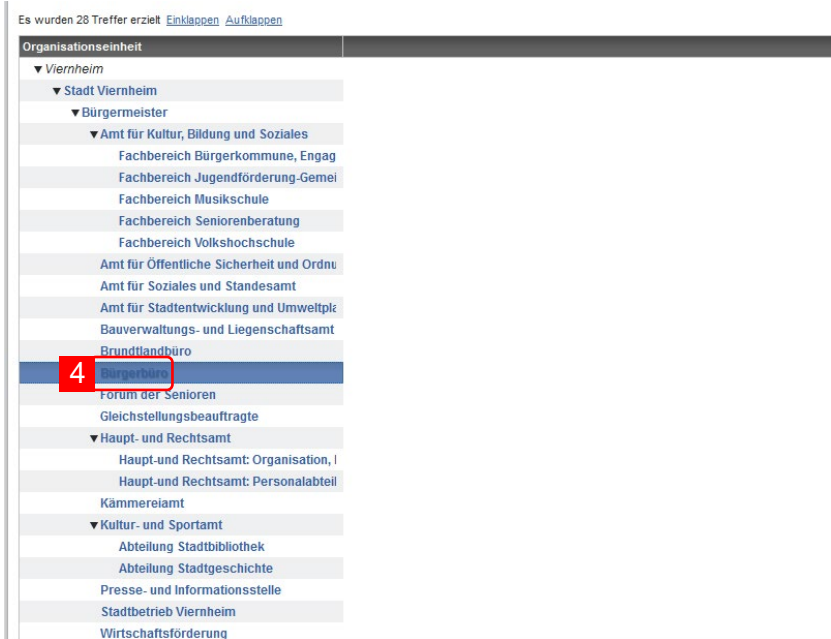 Es wurden 28 Treffer erzielt Einklappen Aufklappen
Organisationseinheit
Viernheim
Stadt Viernheim
Bürgermeister
Amt für Kultur, Bildung und Soziales
Fachbereich Bürgerkommune, Engag
Fachbereich Jugendförderung-Gemei
Fachbereich Musikschule
Fachbereich Seniorenberatung
Fachbereich Volkshochschule
Amt für Öffentliche Sicherheit und Ordnu
Amt für Soziales und Standesamt
Amt für Stadtentwicklung und Umweltpla
Bauverwaltungs- und Liegenschaftsamt
Brundtlandbüro
4 Bürgerbüro
Forum der Senioren
Gleichstellungsbeauftragte
Haupt- und Rechtsamt
Haupt-und Rechtsamt: Organisation, I
Haupt-und Rechtsamt: Personalabteil
Kämmereiamt
Kultur- und Sportamt
Abteilung Stadtbibliothek
Abteilung Stadtgeschichte
Presse- und Informationsstelle
Stadtbetrieb Viernheim
Wirtschaftsförderung